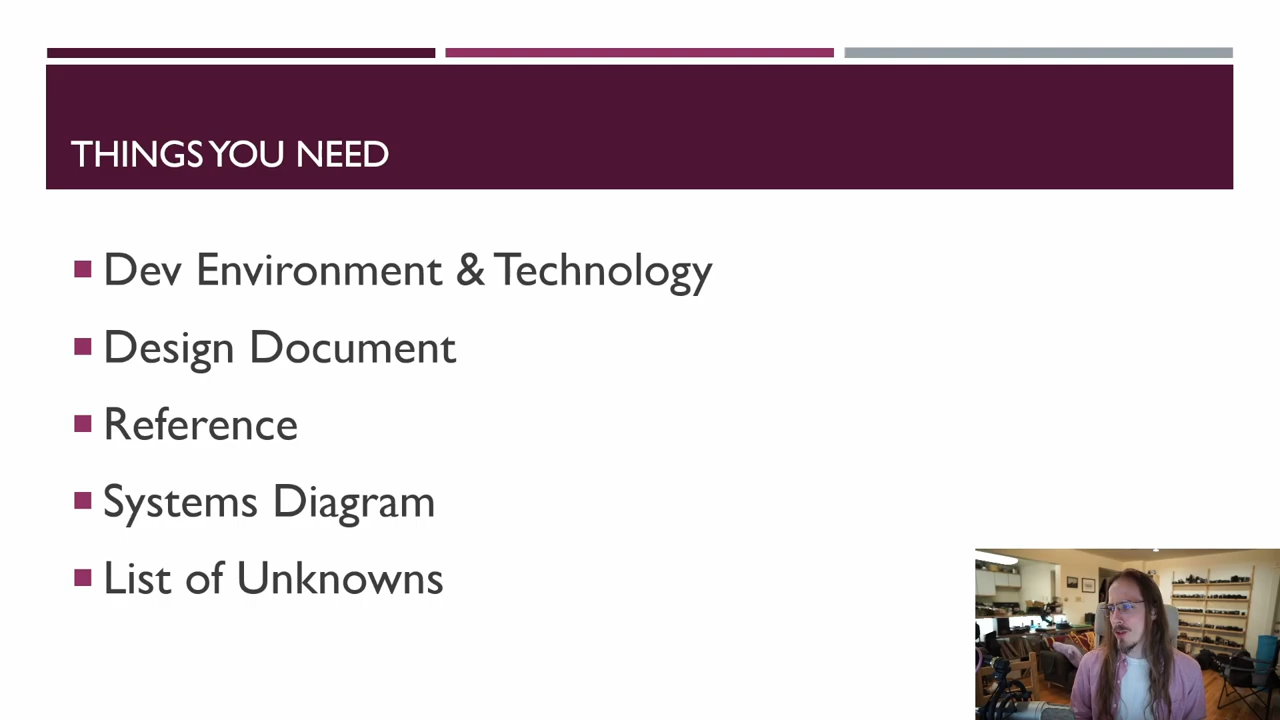 THINGS YOU NEED
Dev Environment & Technology
Design Document
Reference
Systems Diagram
List of Unknowns